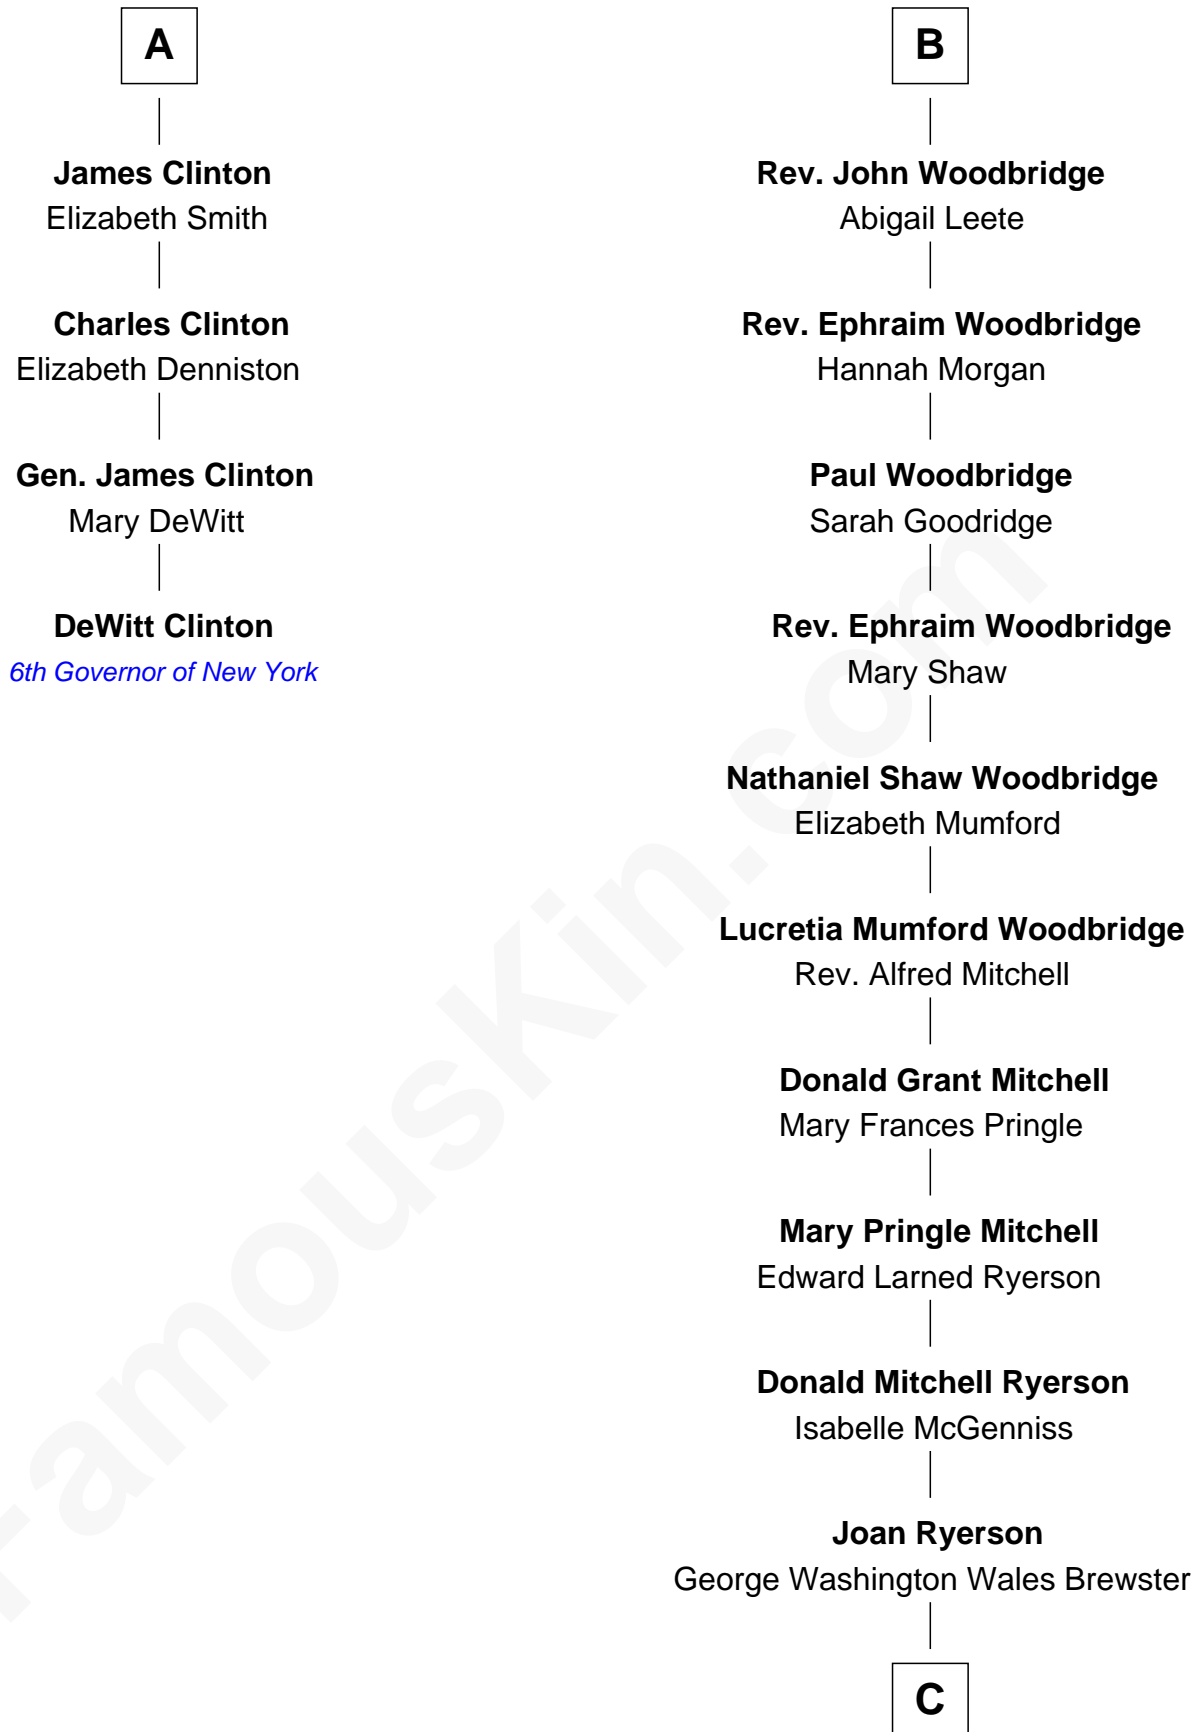 A
James Clinton
Elizabeth Smith
Charles Clinton
Elizabeth Denniston
Gen. James Clinton
Mary DeWitt
DeWitt Clinton
6th Governor of New York
B
Rev. John Woodbridge
Abigail Leete
Rev. Ephraim Woodbridge
Hannah Morgan
Paul Woodbridge
Sarah Goodridge
Rev. Ephraim Woodbridge
Mary Shaw
Nathaniel Shaw Woodbridge
Elizabeth Mumford
Lucretia Mumford Woodbridge
Rev. Alfred Mitchell
Donald Grant Mitchell
Mary Frances Pringle
Mary Pringle Mitchell
Edward Larned Ryerson
Donald Mitchell Ryerson
Isabelle McGenniss
Joan Ryerson
George Washington Wales Brewster
C
FamousKin.com